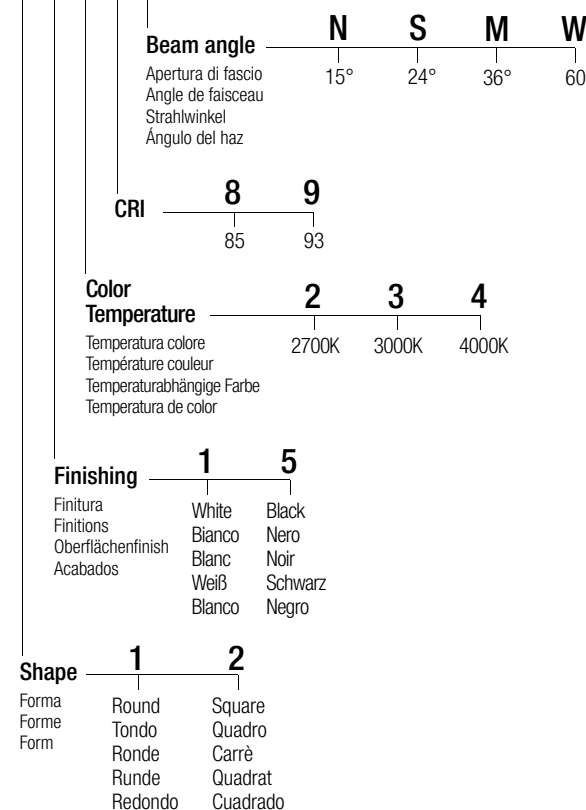 N S M W
Beam angle
15° 24° 36° 60
Apertura di fascio
Angle de faisceau
Strahlwinkel
Ángulo del haz
8 9
CRI
85 93
Color
Temperature
2 3 4
2700K 3000K 4000K
Temperatura colore
Température couleur
Temperaturabhängige Farbe
Temperatura de color
1 5
Finishing
Finitura
Finitions
Oberflächenfinish
Acabados
White
Bianco
Blanc
Weiß
Blanco
Black
Nero
Noir
Schwarz
Negro
1 2
Shape
Forma
Forme
Form
Round
Tondo
Ronde
Runde
Redondo
Square
Quadro
Carrè
Quadrat
Cuadrado